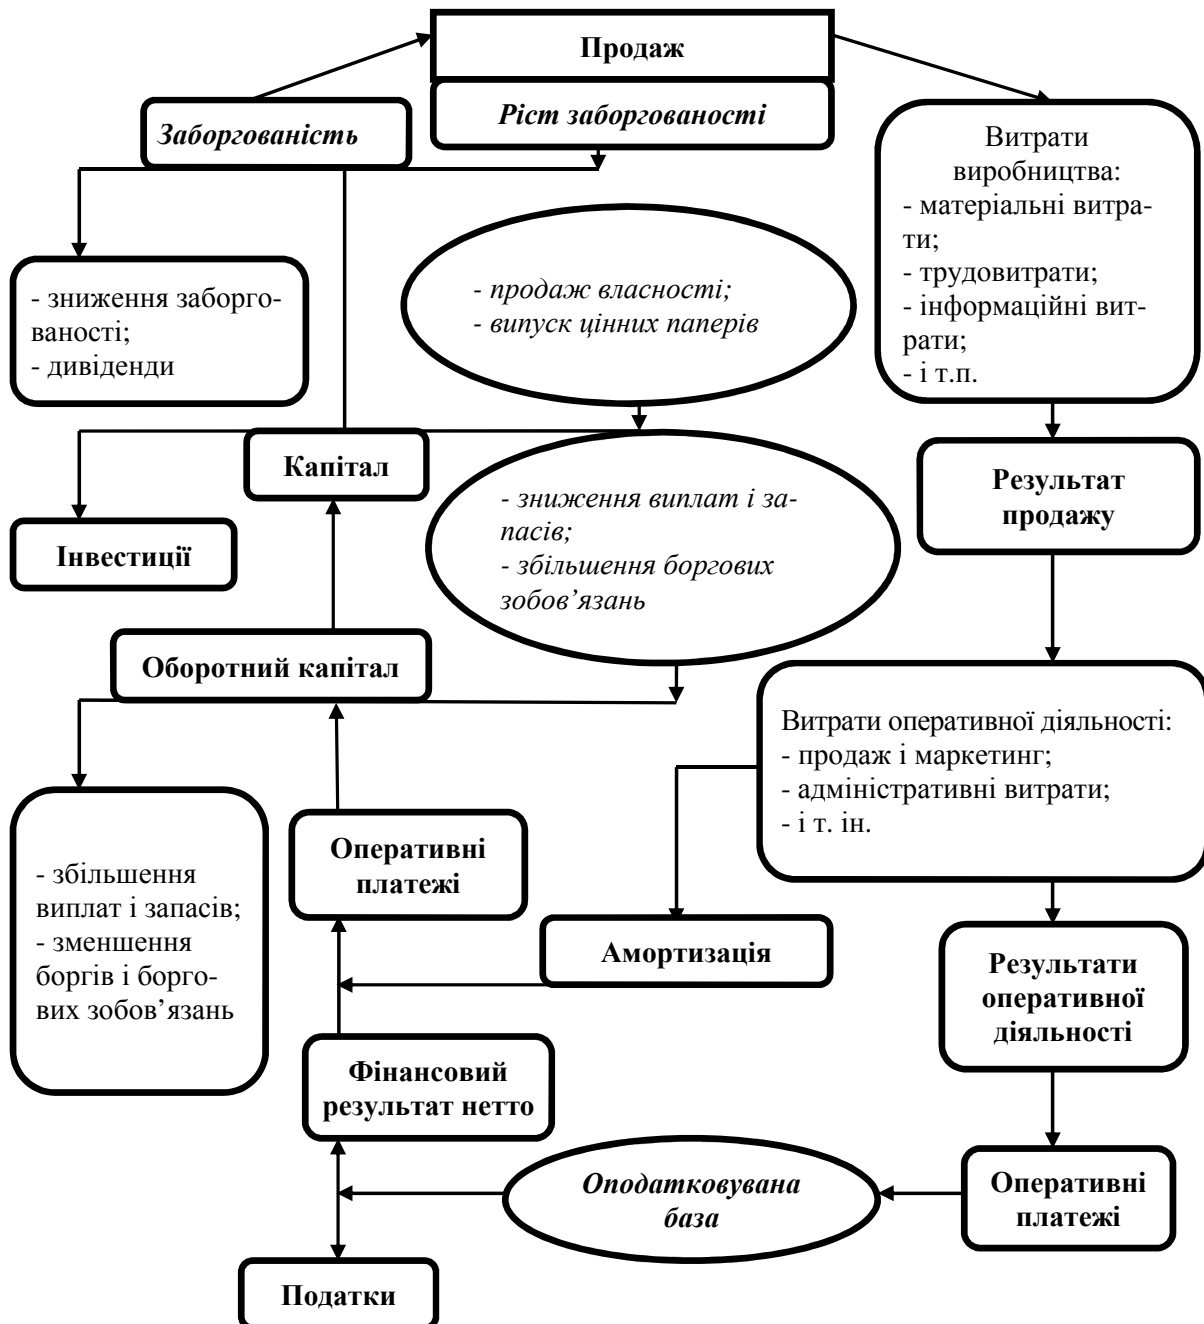 Продаж
Ріст заборгованості
Заборгованість
Витрати
виробництва:
- матеріальні витра-
ти;
- трудовитрати;
- інформаційні вит-
рати;
- і т.п.
- зниження заборго-
ваності;
- дивіденди
- продаж власності;
- випуск цінних паперів
Капітал
Результат
продажу
- зниження виплат і за-
пасів;
- збільшення боргових
зобов’язань
Інвестиції
Оборотний капітал
Витрати оперативної діяльності:
- продаж і маркетинг;
- адміністративні витрати;
- і т. ін.
- збільшення
виплат і запасів;
- зменшення
боргів і борго-
вих зобов’язань
Оперативні
платежі
Амортизація
Результати
оперативної
діяльності
Фінансовий
результат нетто
Оподатковувана
база
Оперативні
платежі
Податки